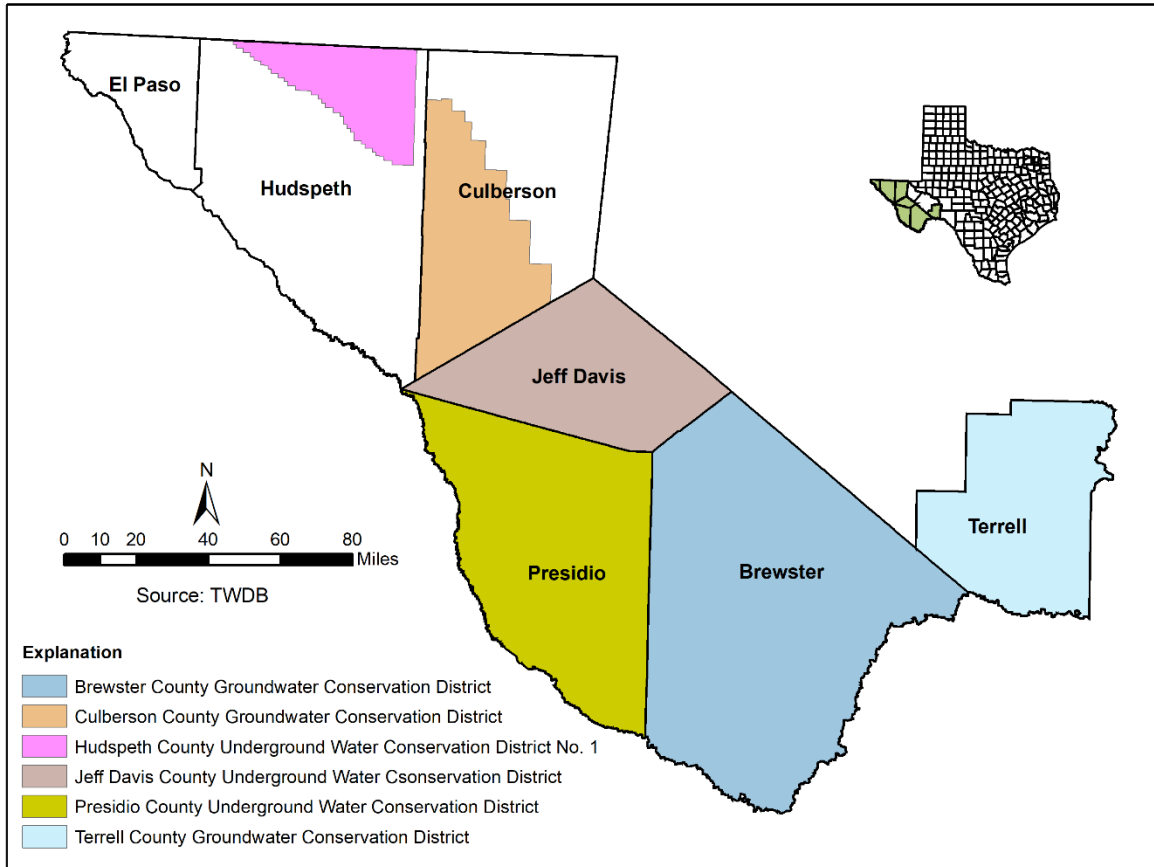 El Paso
Hudspeth
Culberson
Jeff Davis
Presidio
Brewster
Terrell
N
0 10 20 40 60 80
Miles
Source: TWDB
Explanation
Brewster County Groundwater Conservation District
Culberson County Groundwater Conservation District
Hudspeth County Underground Water Conservation District No. 1
Jeff Davis County Underground Water Csonservation District
Presidio County Underground Water Conservation District
Terrell County Groundwater Conservation District